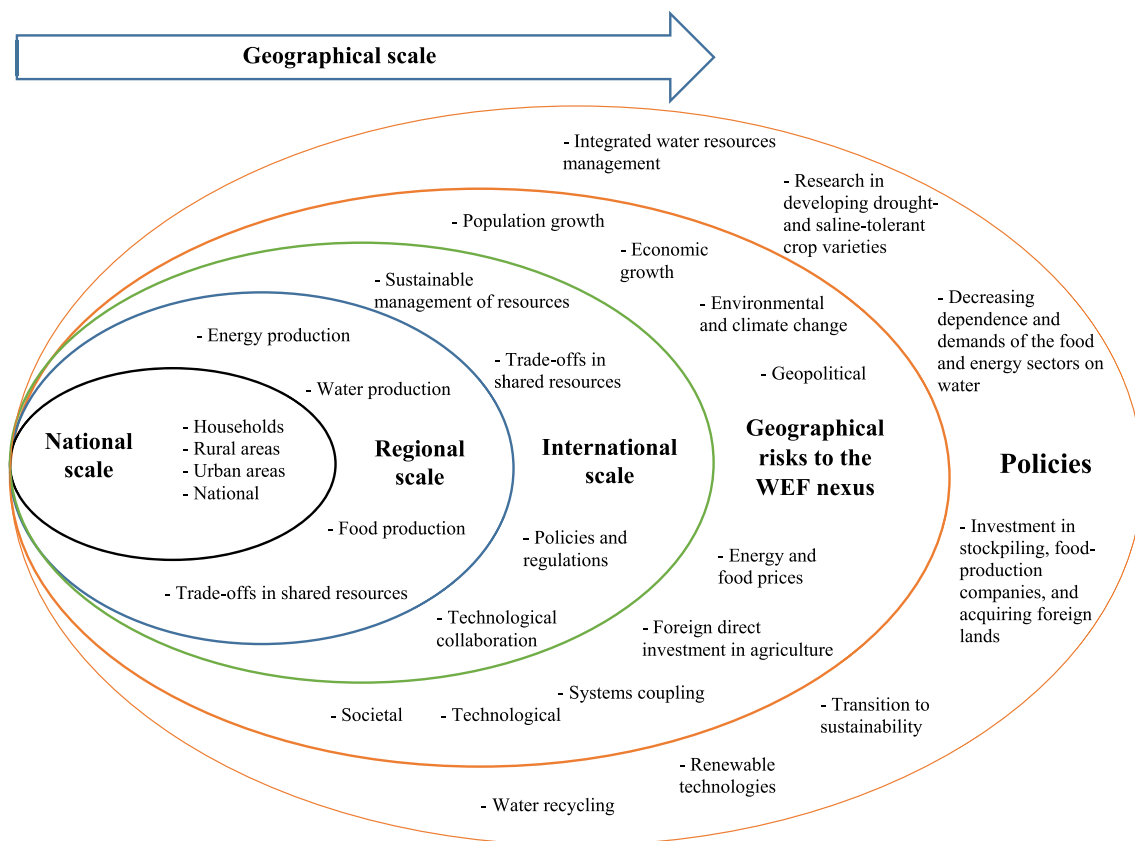 Geographical scale
- Integrated water resources
management
- Research in
developing drought-
and saline-tolerant
crop varieties
- Population growth
- Economic
growth
- Sustainable
management of resources
- Environmental
and climate change
- Decreasing
dependence and
demands of the food
and energy sectors on
water
- Energy production
- Trade-offs in
shared resources
- Water production
- Geopolitical
National
scale
- Households
- Rural areas
- Urban areas
- National
Regional
scale
International
scale
Geographical
risks to the
WEF nexus
Policies
- Food production
- Policies and
regulations
- Energy and
food prices
- Investment in
stockpiling, food-
production
companies, and
acquiring foreign
lands
- Trade-offs in shared resources
- Technological
collaboration
- Foreign direct
investment in agriculture
- Systems coupling
- Societal
- Technological
- Transition to
sustainability
- Renewable
technologies
- Water recycling